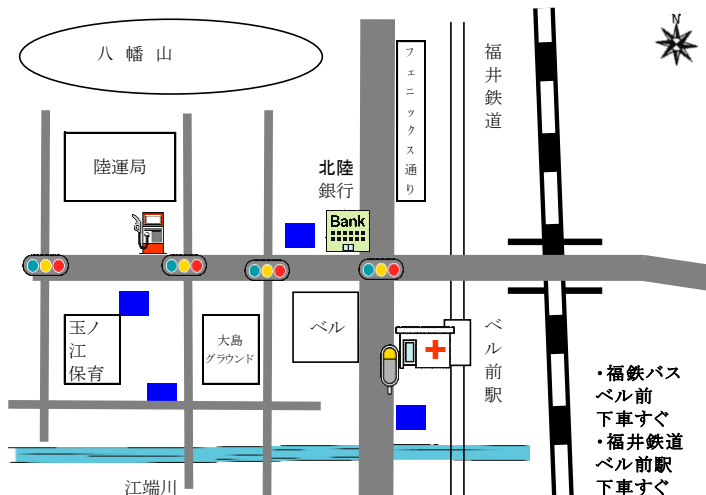 八 幡 山
フェニックス通り
福井鉄道
N
陸運局
北陸
銀行
Bank
玉ノ
江
保育
大島
グラウンド
ベル
ベル前駅
・福鉄バス
ベル前
下車すぐ
・福井鉄道
ベル前駅
下車すぐ
江端川